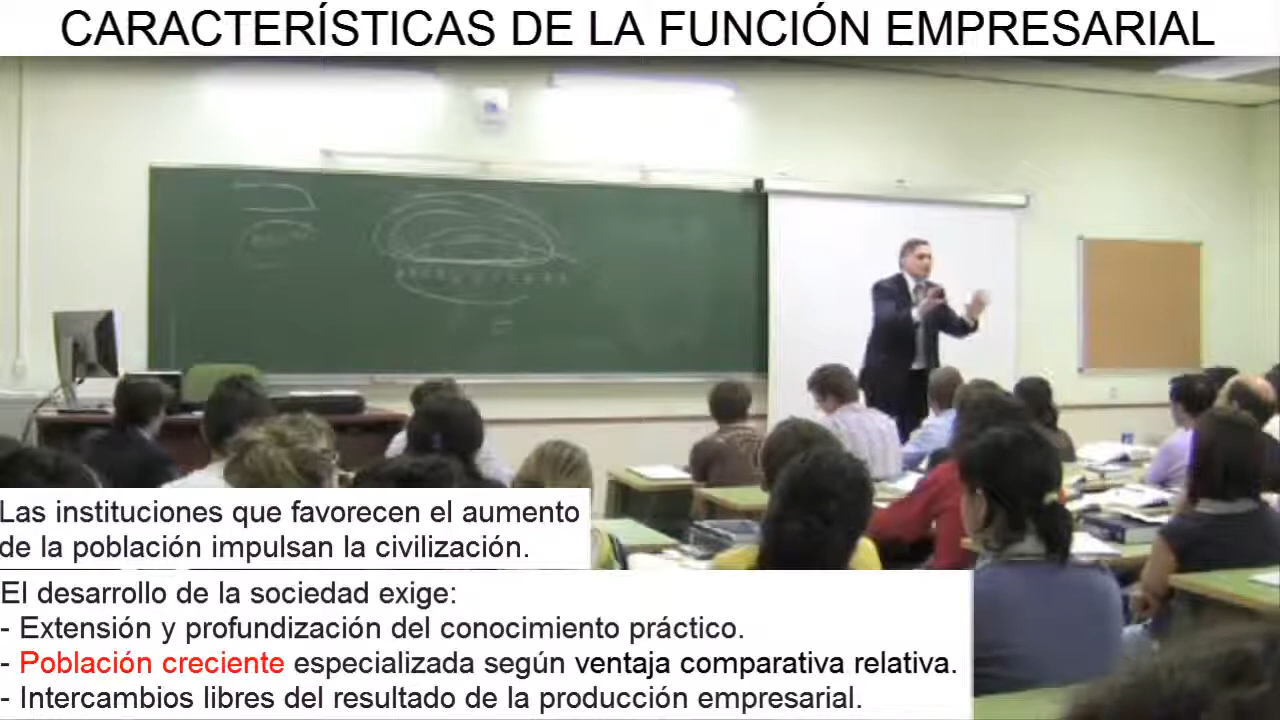 CARACTERÍSTICAS DE LA FUNCIÓN EMPRESARIAL
Las instituciones que favorecen el aumento
de la población impulsan la civilización.
El desarrollo de la sociedad exige:
- Extensión y profundización del conocimiento práctico.
- Población creciente especializada según ventaja comparativa relativa.
- Intercambios libres del resultado de la producción empresarial.